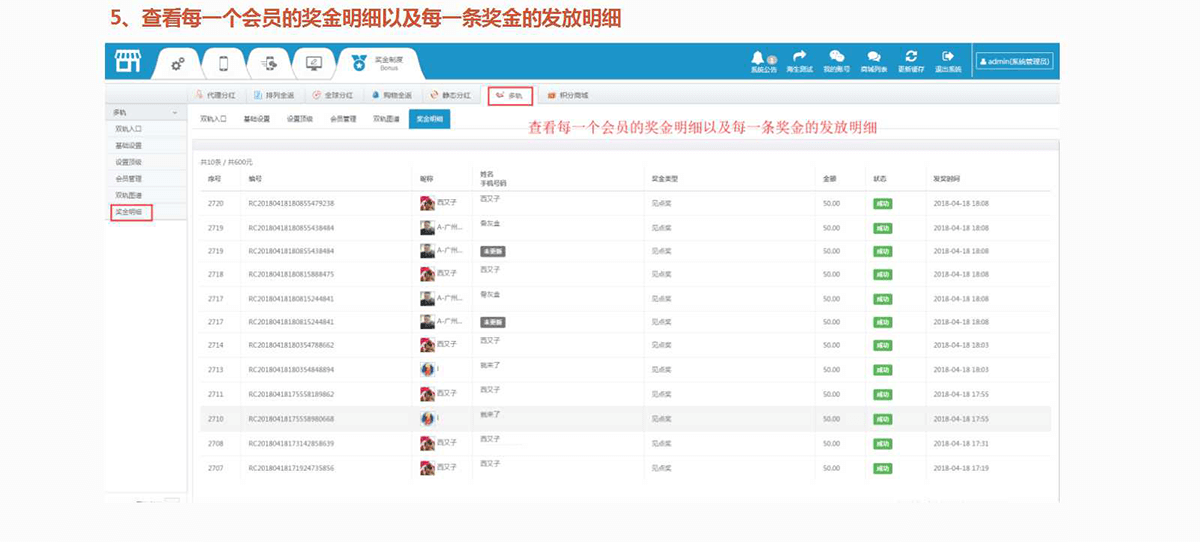 5、查看每一个会员的奖金明细以及每一条奖金的发放明细
奖金制度
Bonus
系统公告 海生测试 我的账号 商城列表 更新缓存 退出系统 admin(系统管理员)
代理分红 排列全返 全球分红 购物全返 静态分红 多轨 积分商城
多轨
双轨入口
基础设置
设置顶级
会员管理
双轨图谱
奖金明细
双轨入口 基础设置 设置顶级 会员管理 双轨图谱 奖金明细
查看每一个会员的奖金明细以及每一条奖金的发放明细
共10条 / 共600元
序号 编号 昵称 姓名 手机号码 奖金类型 金额 状态 发奖时间
2720 RC20180418180855479238 西又子 西又子 见点奖 50.00 成功 2018-04-18 18:08
2719 RC20180418180855438484 A-广州... 骨灰盒 见点奖 50.00 成功 2018-04-18 18:08
2719 RC20180418180855438484 A-广州... 未更新 见点奖 50.00 成功 2018-04-18 18:08
2718 RC20180418180815888475 西又子 西又子 见点奖 50.00 成功 2018-04-18 18:08
2717 RC20180418180815244841 A-广州... 骨灰盒 见点奖 50.00 成功 2018-04-18 18:08
2717 RC20180418180815244841 A-广州... 未更新 见点奖 50.00 成功 2018-04-18 18:08
2714 RC20180418180354788662 西又子 西又子 见点奖 50.00 成功 2018-04-18 18:03
2713 RC20180418180354848894 l 我来了 见点奖 50.00 成功 2018-04-18 18:03
2711 RC20180418175558189862 西又子 西又子 见点奖 50.00 成功 2018-04-18 17:55
2710 RC20180418175558980668 l 我来了 见点奖 50.00 成功 2018-04-18 17:55
2708 RC20180418173142858639 西又子 西又子 见点奖 50.00 成功 2018-04-18 17:31
2707 RC20180418171924735856 西又子 西又子 见点奖 50.00 成功 2018-04-18 17:19